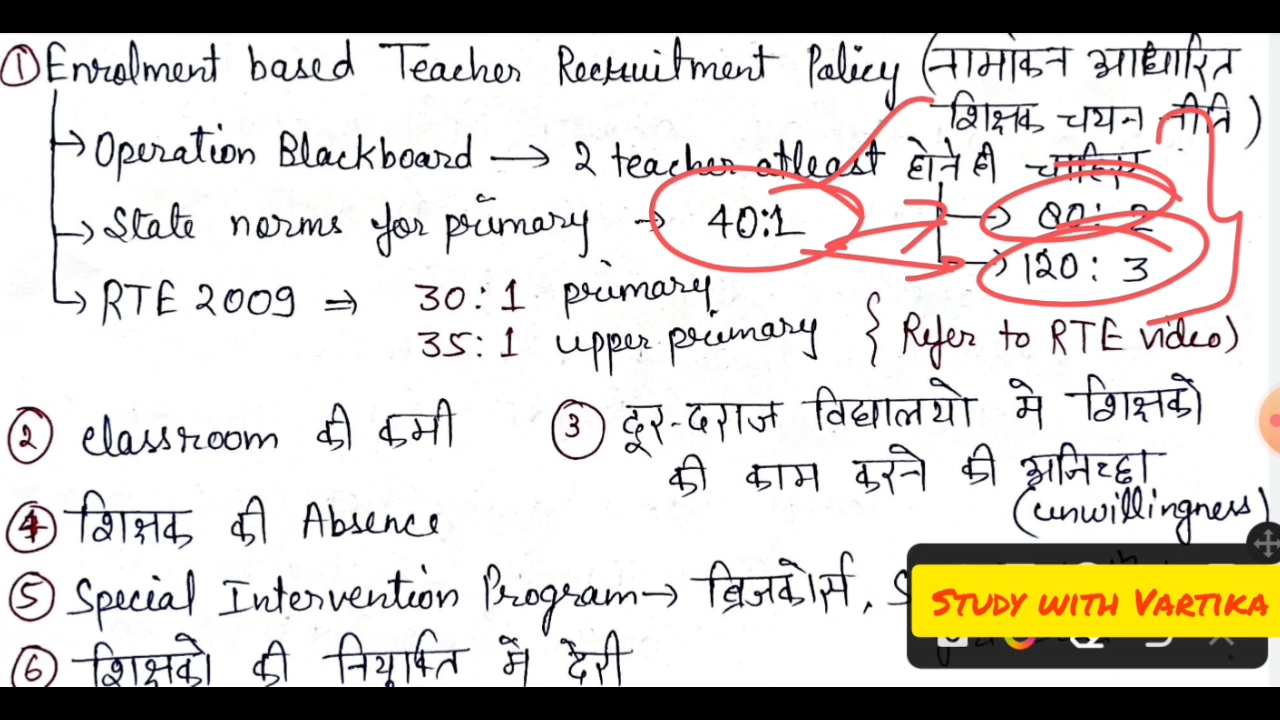 ① Enrolment based Teacher Recruitment Policy (नामांकन आधारित
शिक्षक चयन नीति)
→ Operation Blackboard → 2 teacher atleast होने ही चाहिए
→ State norms for primary → 40:1 → 80 : 2
→ 120 : 3
→ RTE 2009 ⇒ 30 : 1 primary
35 : 1 upper primary { Refer to RTE video)
② classroom की कमी
③ दूर-दराज विद्यालयो मे शिक्षको
की काम करने की अनिच्छा
(unwillingness)
④ शिक्षक की Absence
⑤ Special Intervention Program → ब्रिजकोर्स,
STUDY WITH VARTIKA
⑥ शिक्षको की नियुक्ति मे देरी